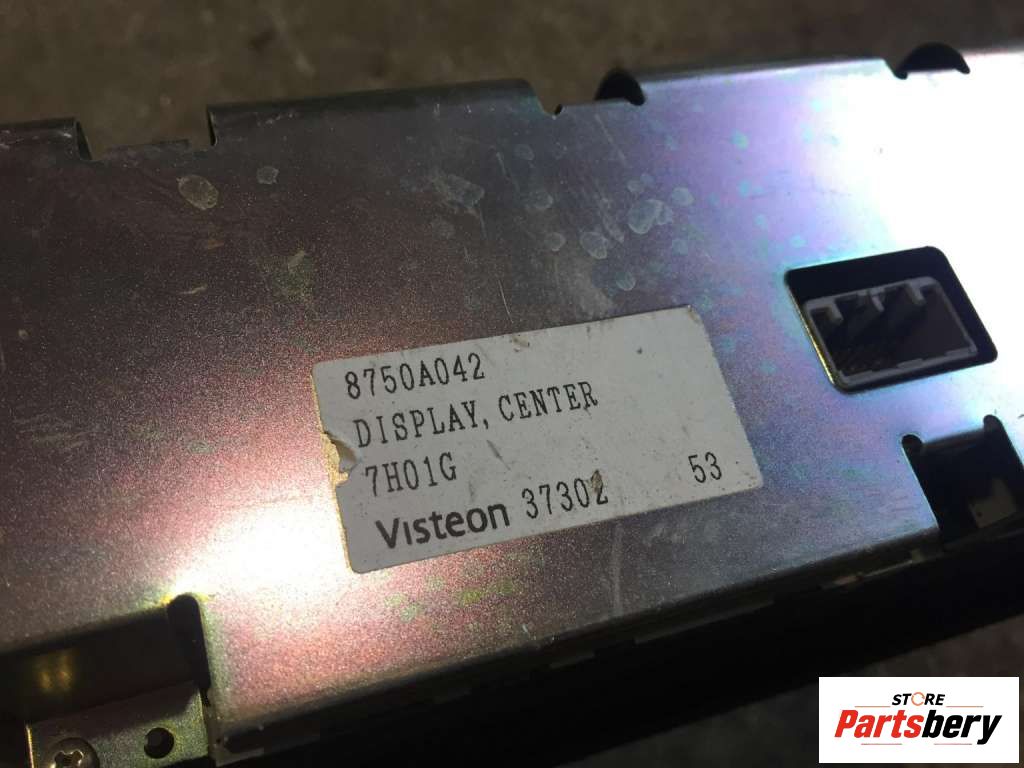 8750A042
DISPLAY, CENTER
7H01G
Visteon 37302 53
STORE
Partsbery